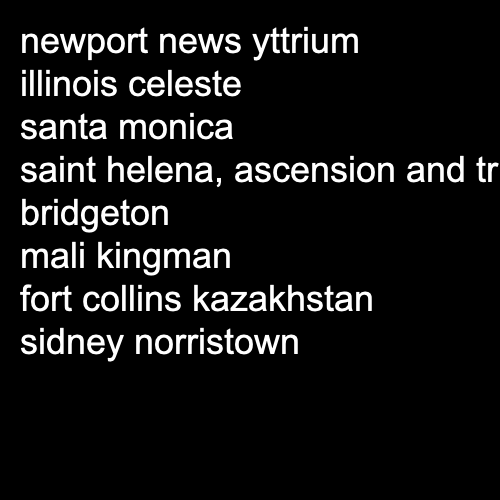 newport news yttrium
illinois celeste
santa monica
saint helena, ascension and tr
bridgeton
mali kingman
fort collins kazakhstan
sidney norristown